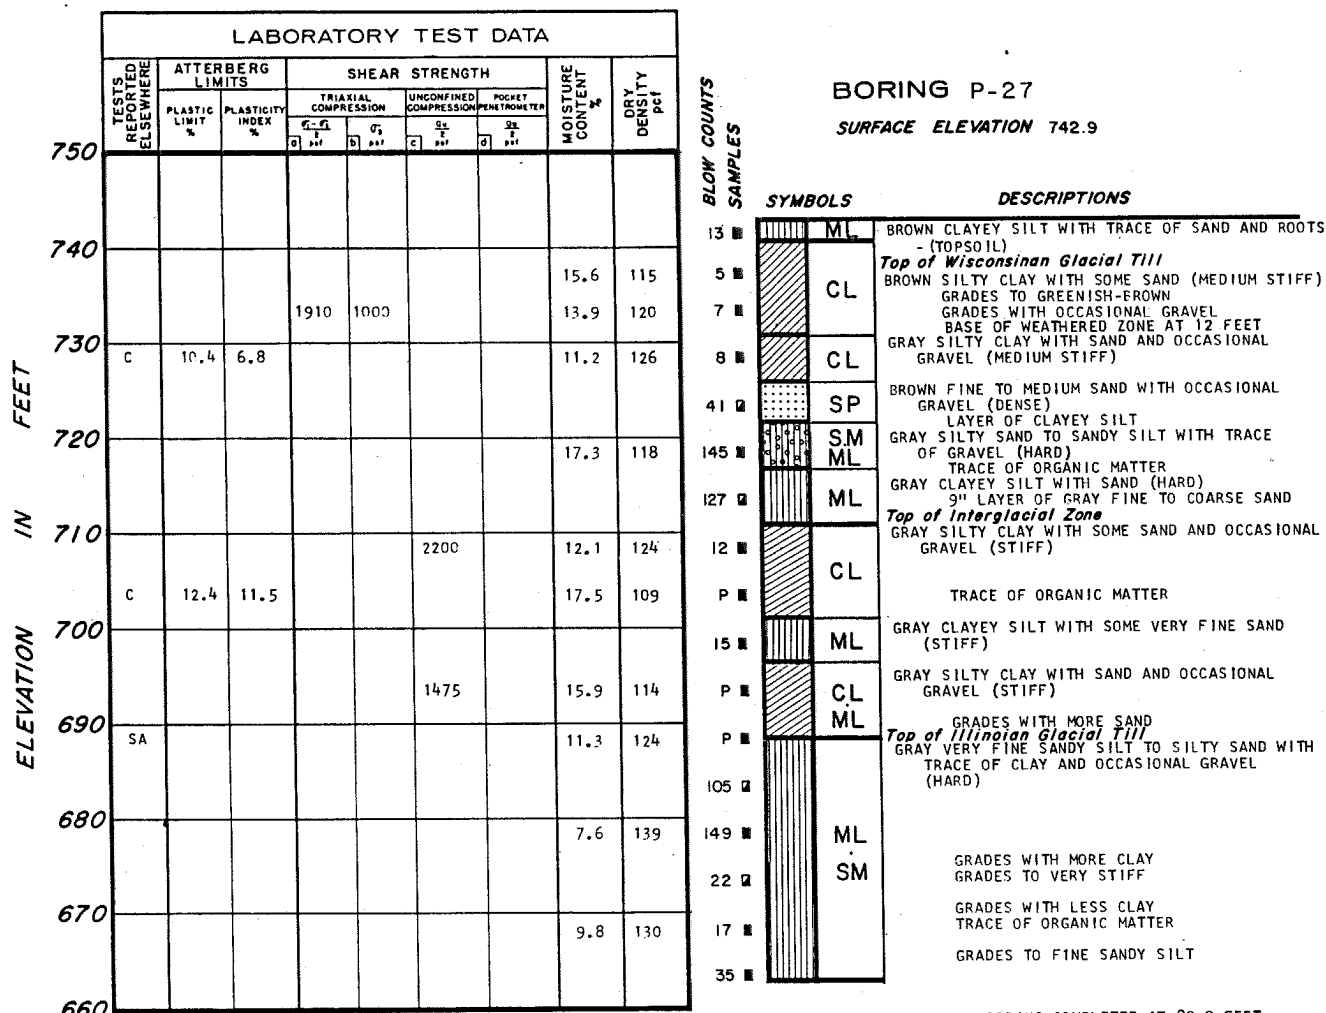 LABORATORY TEST DATA
TESTS REPORTED ELSEWHERE
ATTERBERG LIMITS
SHEAR STRENGTH
MOISTURE CONTENT %
DRY DENSITY pcf
PLASTIC LIMIT %
PLASTICITY INDEX %
TRIAXIAL COMPRESSION
UNCONFINED COMPRESSION
POCKET PENETROMETER
a psf
b psf
c psf
d psf
BLOW COUNTS
SAMPLES
BORING P-27
SURFACE ELEVATION 742.9
SYMBOLS
DESCRIPTIONS
ELEVATION IN FEET
750
740
730
720
710
700
690
680
670
660
15.6 115
1910 1000 13.9 120
C 10.4 6.8 11.2 126
17.3 118
2200 12.1 124
C 12.4 11.5 17.5 109
1475 15.9 114
SA 11.3 124
7.6 139
9.8 130
13
5
7
8
41
145
127
12
P
15
P
P
105
149
22
17
35
ML
CL
CL
SP
SM
ML
ML
CL
ML
CL
ML
ML
SM
BROWN CLAYEY SILT WITH TRACE OF SAND AND ROOTS
- (TOPSOIL)
Top of Wisconsinan Glacial Till
BROWN SILTY CLAY WITH SOME SAND (MEDIUM STIFF)
GRADES TO GREENISH-BROWN
GRADES WITH OCCASIONAL GRAVEL
BASE OF WEATHERED ZONE AT 12 FEET
GRAY SILTY CLAY WITH SAND AND OCCASIONAL
GRAVEL (MEDIUM STIFF)
BROWN FINE TO MEDIUM SAND WITH OCCASIONAL
GRAVEL (DENSE)
LAYER OF CLAYEY SILT
GRAY SILTY SAND TO SANDY SILT WITH TRACE
OF GRAVEL (HARD)
TRACE OF ORGANIC MATTER
GRAY CLAYEY SILT WITH SAND (HARD)
9" LAYER OF GRAY FINE TO COARSE SAND
Top of Interglacial Zone
GRAY SILTY CLAY WITH SOME SAND AND OCCASIONAL
GRAVEL (STIFF)
TRACE OF ORGANIC MATTER
GRAY CLAYEY SILT WITH SOME VERY FINE SAND
(STIFF)
GRAY SILTY CLAY WITH SAND AND OCCASIONAL
GRAVEL (STIFF)
GRADES WITH MORE SAND
Top of Illinoian Glacial Till
GRAY VERY FINE SANDY SILT TO SILTY SAND WITH
TRACE OF CLAY AND OCCASIONAL GRAVEL
(HARD)
GRADES WITH MORE CLAY
GRADES TO VERY STIFF
GRADES WITH LESS CLAY
TRACE OF ORGANIC MATTER
GRADES TO FINE SANDY SILT
COMPLETED AT FEET